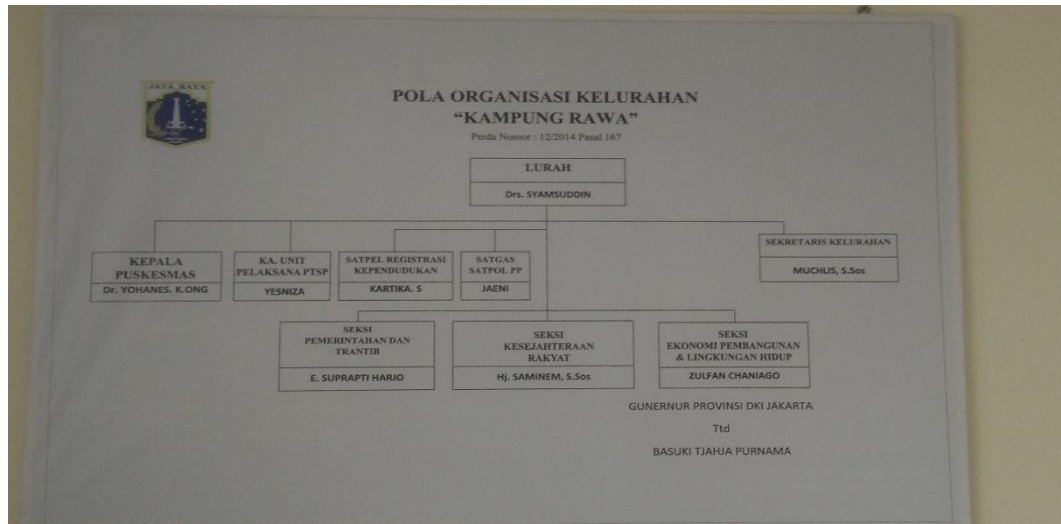 JAYA RAYA
POLA ORGANISASI KELURAHAN
“KAMPUNG RAWA”
Perda Nomor : 12/2014 Pasal 167
LURAH
Drs. SYAMSUDDIN
KEPALA
PUSKESMAS
Dr. YOHANES. K.ONG
KA. UNIT
PELAKSANA PTSP
YESNIZA
SATPEL REGISTRASI
KEPENDUDUKAN
KARTIKA. S
SATGAS
SATPOL PP
JAENI
SEKRETARIS KELURAHAN
MUCHLIS, S.Sos
SEKSI
PEMERINTAHAN DAN
TRANTIB
E. SUPRAPTI HARJO
SEKSI
KESEJAHTERAAN
RAKYAT
Hj. SAMINEM, S.Sos
SEKSI
EKONOMI PEMBANGUNAN
& LINGKUNGAN HIDUP
ZULFAN CHANIAGO
GUNERNUR PROVINSI DKI JAKARTA
Ttd
BASUKI TJAHJA PURNAMA